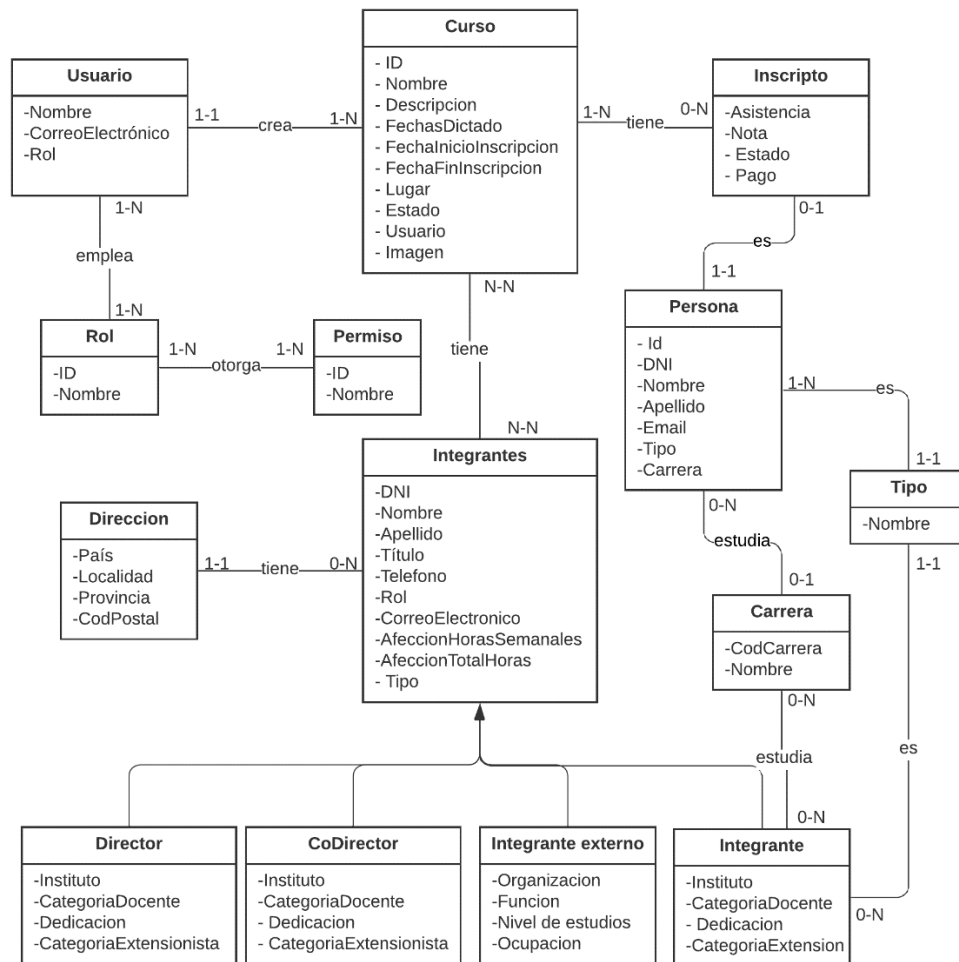 Curso
- ID
- Nombre
- Descripcion
- FechasDictado
- FechaInicioInscripcion
- FechaFinInscripcion
- Lugar
- Estado
- Usuario
- Imagen
Usuario
-Nombre
-CorreoElectrónico
-Rol
1-1
crea
1-N
1-N
tiene
0-N
Inscripto
-Asistencia
-Nota
- Estado
- Pago
1-N
emplea
1-N
0-1
es
1-1
Rol
-ID
-Nombre
1-N
otorga
1-N
Permiso
-ID
-Nombre
N-N
tiene
N-N
Persona
- Id
-DNI
-Nombre
-Apellido
-Email
-Tipo
-Carrera
1-N
es
1-1
Tipo
-Nombre
1-1
Direccion
-País
-Localidad
-Provincia
-CodPostal
1-1
tiene
0-N
Integrantes
-DNI
-Nombre
-Apellido
-Título
-Telefono
-Rol
-CorreoElectronico
-AfeccionHorasSemanales
-AfeccionTotalHoras
- Tipo
0-N
estudia
0-1
Carrera
-CodCarrera
-Nombre
0-N
estudia
0-N
es
0-N
Director
-Instituto
-CategoriaDocente
-Dedicacion
-CategoriaExtensionista
CoDirector
-Instituto
-CategoriaDocente
- Dedicacion
- CategoriaExtensionista
Integrante externo
-Organizacion
-Funcion
-Nivel de estudios
-Ocupacion
Integrante
-Instituto
-CategoriaDocente
- Dedicacion
-CategoriaExtension